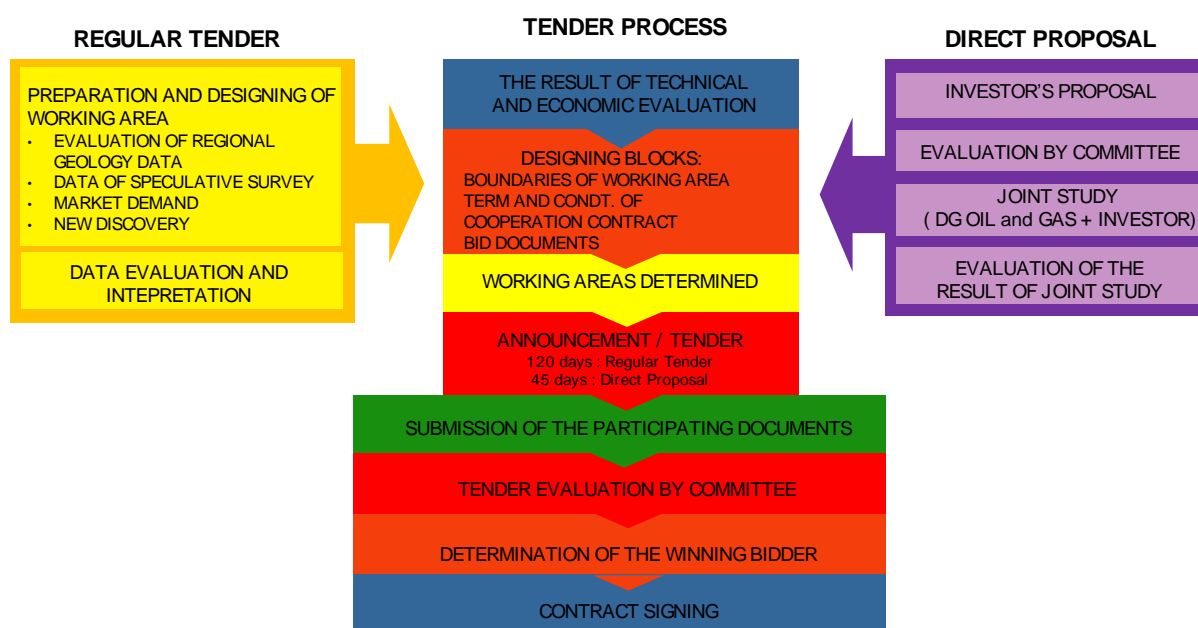 REGULAR TENDER
PREPARATION AND DESIGNING OF
WORKING AREA
• EVALUATION OF REGIONAL
GEOLOGY DATA
• DATA OF SPECULATIVE SURVEY
• MARKET DEMAND
• NEW DISCOVERY
DATA EVALUATION AND
INTEPRETATION
TENDER PROCESS
THE RESULT OF TECHNICAL
AND ECONOMIC EVALUATION
DESIGNING BLOCKS:
BOUNDARIES OF WORKING AREA
TERM AND CONDT. OF
COOPERATION CONTRACT
BID DOCUMENTS
WORKING AREAS DETERMINED
ANNOUNCEMENT / TENDER
120 days : Regular Tender
45 days : Direct Proposal
SUBMISSION OF THE PARTICIPATING DOCUMENTS
TENDER EVALUATION BY COMMITTEE
DETERMINATION OF THE WINNING BIDDER
CONTRACT SIGNING
DIRECT PROPOSAL
INVESTOR'S PROPOSAL
EVALUATION BY COMMITTEE
JOINT STUDY
( DG OIL and GAS + INVESTOR)
EVALUATION OF THE
RESULT OF JOINT STUDY